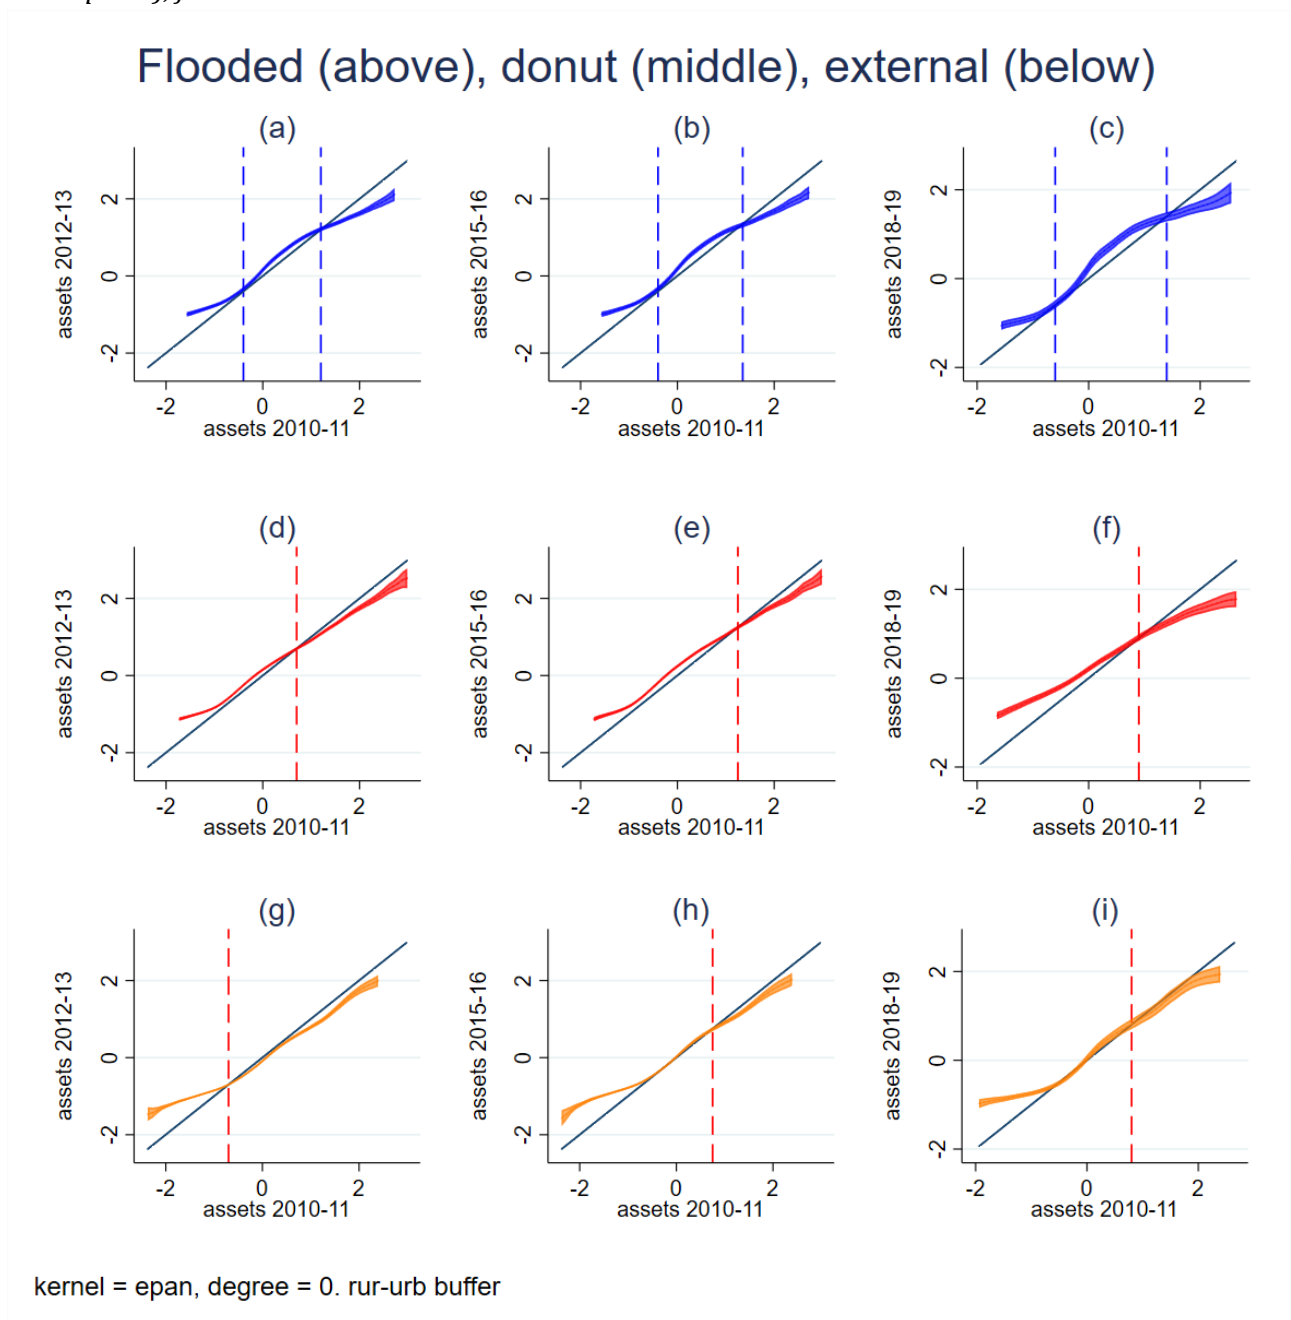 Flooded (above), donut (middle), external (below)
(a) (b) (c)
assets 2012-13
2
0
-2
-2 0 2
assets 2010-11
assets 2015-16
2
0
-2
-2 0 2
assets 2010-11
assets 2018-19
2
0
-2
-2 0 2
assets 2010-11
(d) (e) (f)
assets 2012-13
2
0
-2
-2 0 2
assets 2010-11
assets 2015-16
2
0
-2
-2 0 2
assets 2010-11
assets 2018-19
2
0
-2
-2 0 2
assets 2010-11
(g) (h) (i)
assets 2012-13
2
0
-2
-2 0 2
assets 2010-11
assets 2015-16
2
0
-2
-2 0 2
assets 2010-11
assets 2018-19
2
0
-2
-2 0 2
assets 2010-11
kernel = epan, degree = 0. rur-urb buffer